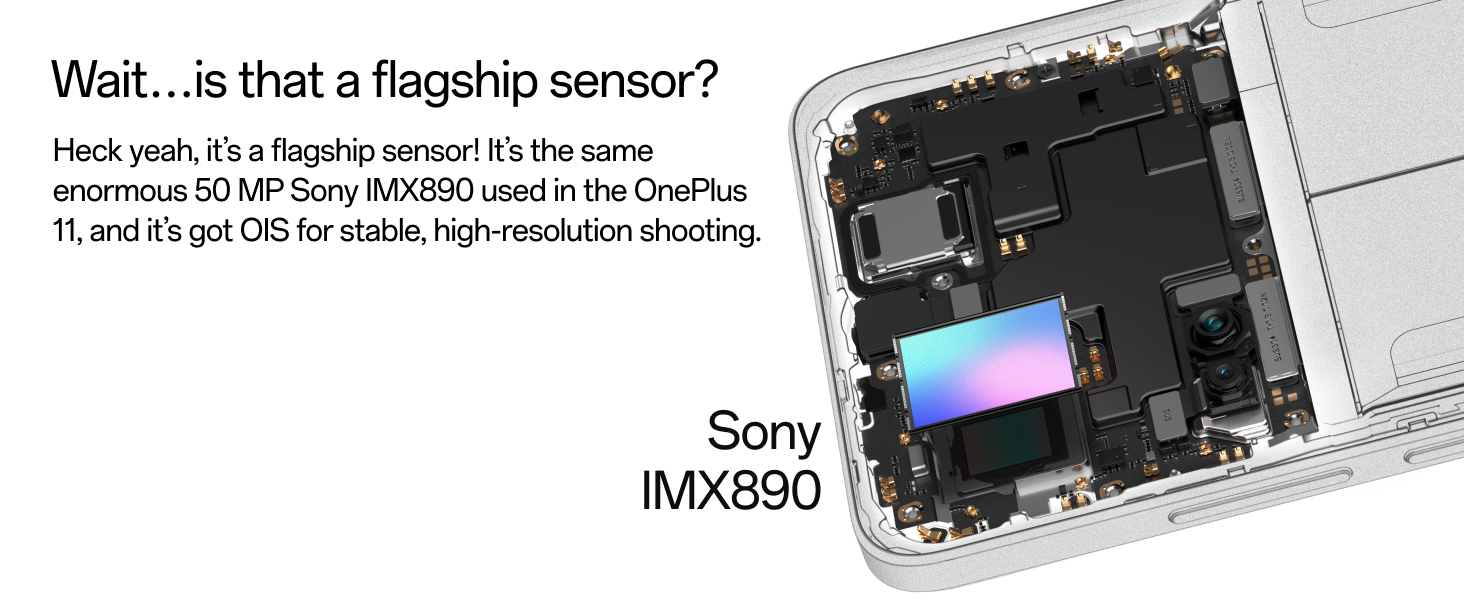 Wait...is that a flagship sensor?
Heck yeah, it’s a flagship sensor! It’s the same
enormous 50 MP Sony IMX890 used in the OnePlus
11, and it’s got OIS for stable, high-resolution shooting.
Sony
IMX890